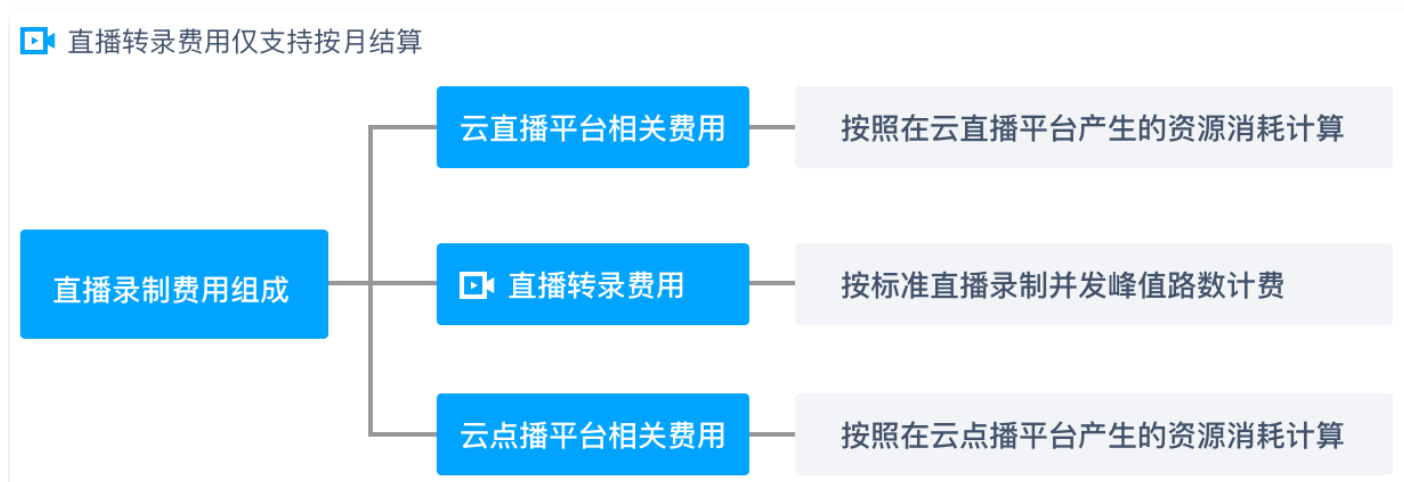 直播转录费用仅支持按月结算
云直播平台相关费用
按照在云直播平台产生的资源消耗计算
直播录制费用组成
直播转录费用
按标准直播录制并发峰值路数计费
云点播平台相关费用
按照在云点播平台产生的资源消耗计算